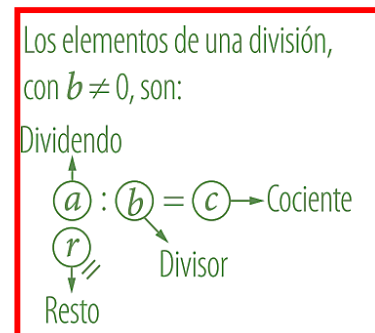 Los elementos de una división,
con b ≠ 0, son:
Dividendo
a : b = c Cociente
r
Divisor
Resto